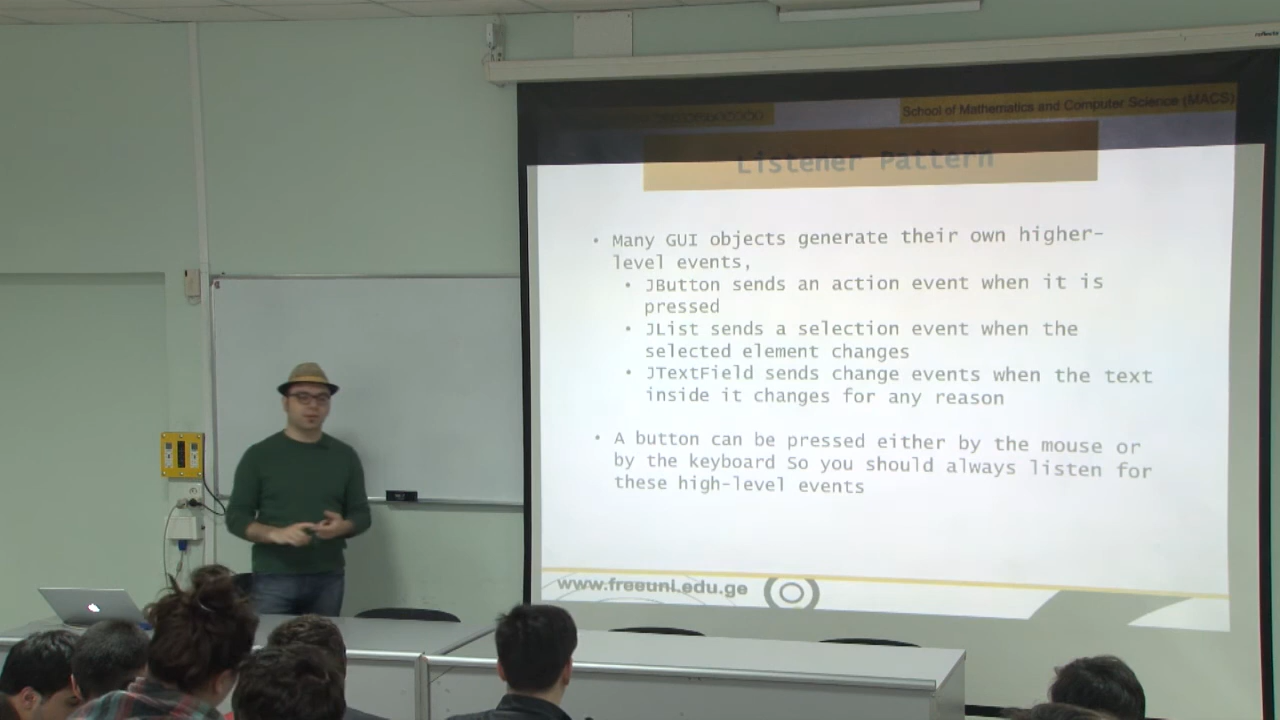 School of Mathematics and Computer Science (MACS)
Listener Pattern
• Many GUI objects generate their own higher-
level events,
• JButton sends an action event when it is
pressed
• JList sends a selection event when the
selected element changes
• JTextField sends change events when the text
inside it changes for any reason
• A button can be pressed either by the mouse or
by the keyboard So you should always listen for
these high-level events
www.freeuni.edu.ge